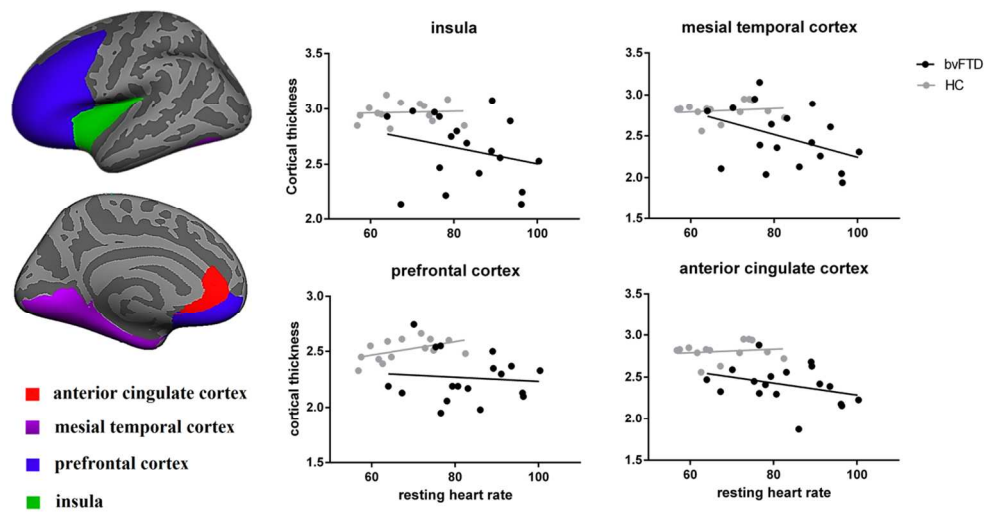 insula
mesial temporal cortex
bvFTD
HC
3.5
3.0
2.5
2.0
60
80
100
Cortical thickness
3.5
3.0
2.5
2.0
1.5
60
80
100
prefrontal cortex
anterior cingulate cortex
3.0
2.5
2.0
1.5
60
80
100
cortical thickness
resting heart rate
3.5
3.0
2.5
2.0
1.5
60
80
100
resting heart rate
anterior cingulate cortex
mesial temporal cortex
prefrontal cortex
insula